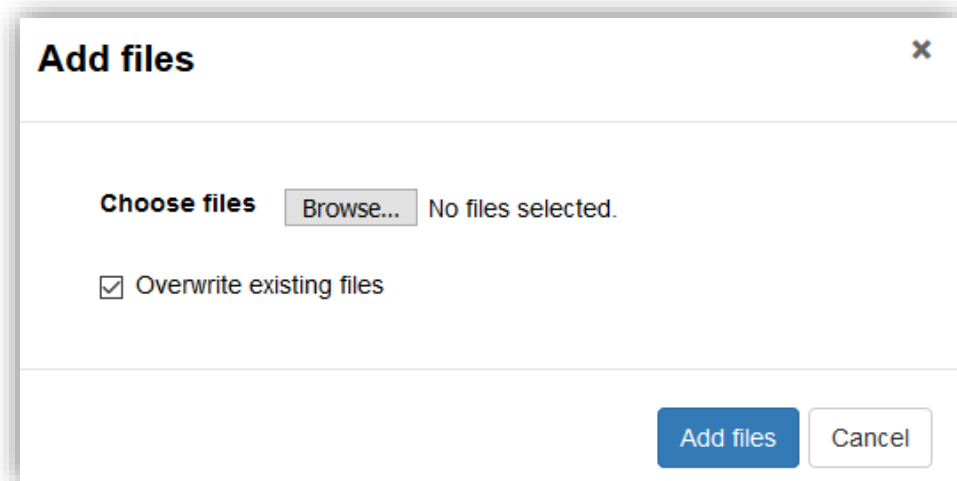 Add files
Choose files Browse... No files selected.
Overwrite existing files
Add files Cancel